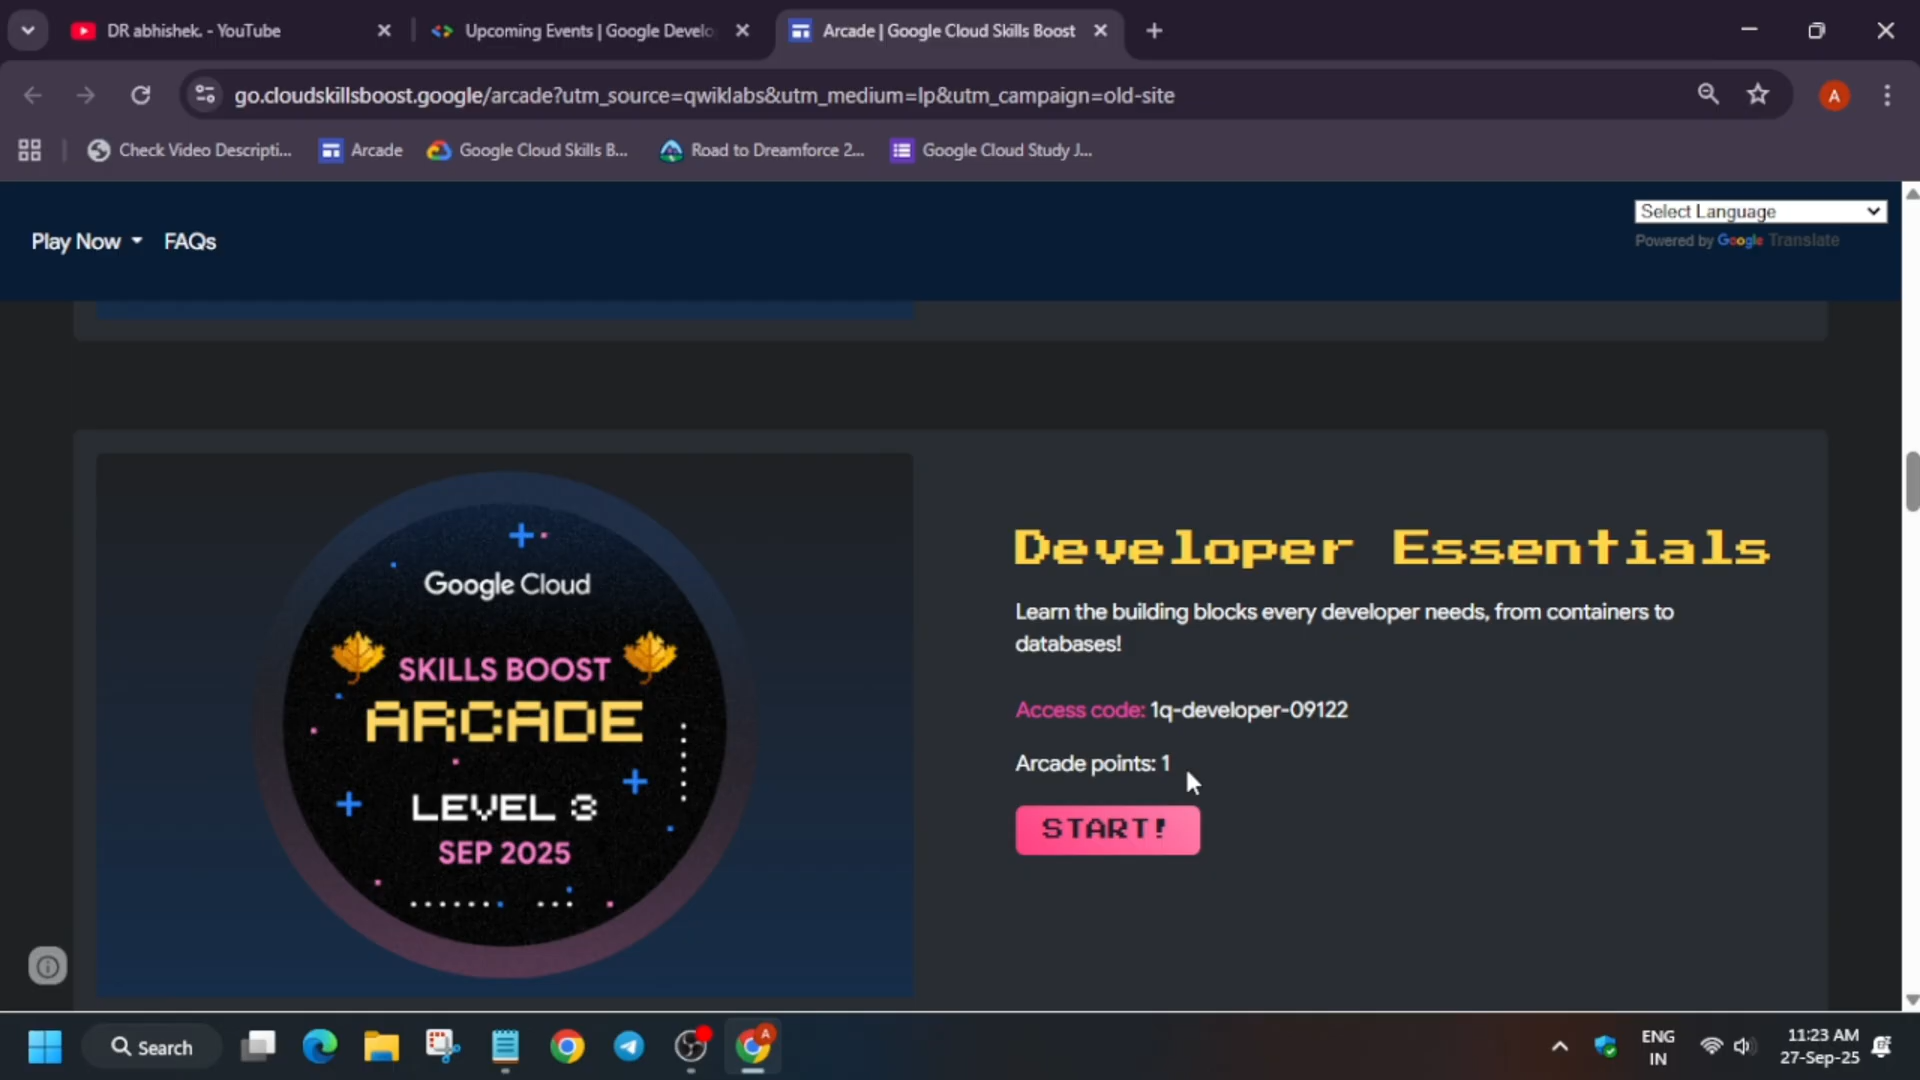 DR abhishek. - YouTube
Upcoming Events | Google Develo
Arcade | Google Cloud Skills Boost
go.cloudskillsboost.google/arcade?utm_source=qwiklabs&utm_medium=lp&utm_campaign=old-site
A
Check Video Descripti...
Arcade
Google Cloud Skills B...
Road to Dreamforce 2...
Google Cloud Study J...
Play Now
FAQs
Select Language
Powered by Google Translate
Google Cloud
SKILLS BOOST
ARCADE
LEVEL 3
SEP 2025
Developer Essentials
Learn the building blocks every developer needs, from containers to
databases!
Access code: 1q-developer-09122
Arcade points: 1
START!
Search
A
ENG
IN
11:23 AM
27-Sep-25